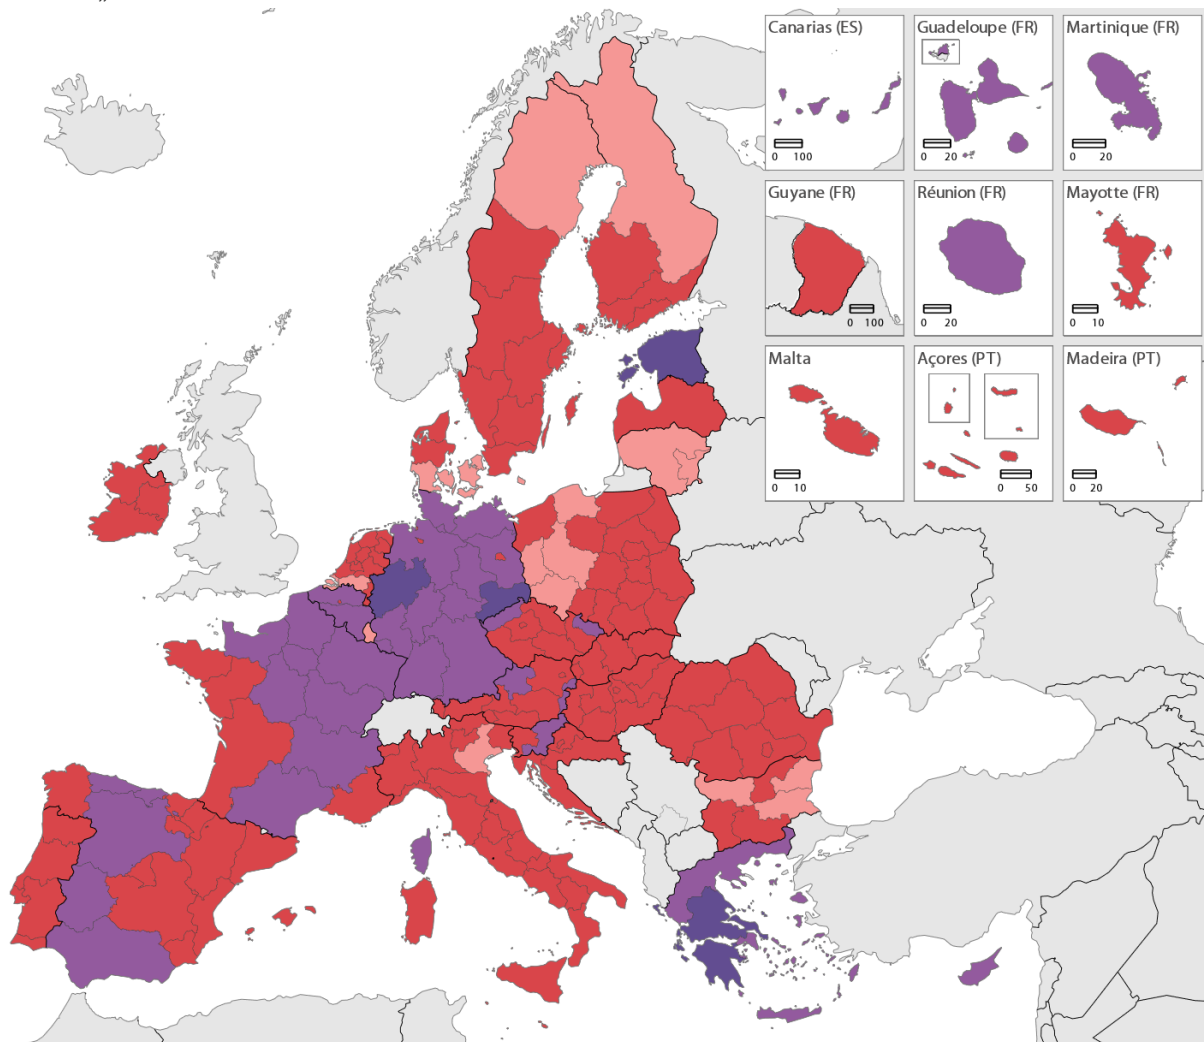 Canarias (ES)
0 100
Guadeloupe (FR)
0 20
Martinique (FR)
0 20
Guyane (FR)
0 100
Réunion (FR)
0 20
Mayotte (FR)
0 10
Malta
0 10
Açores (PT)
0 50
Madeira (PT)
0 20